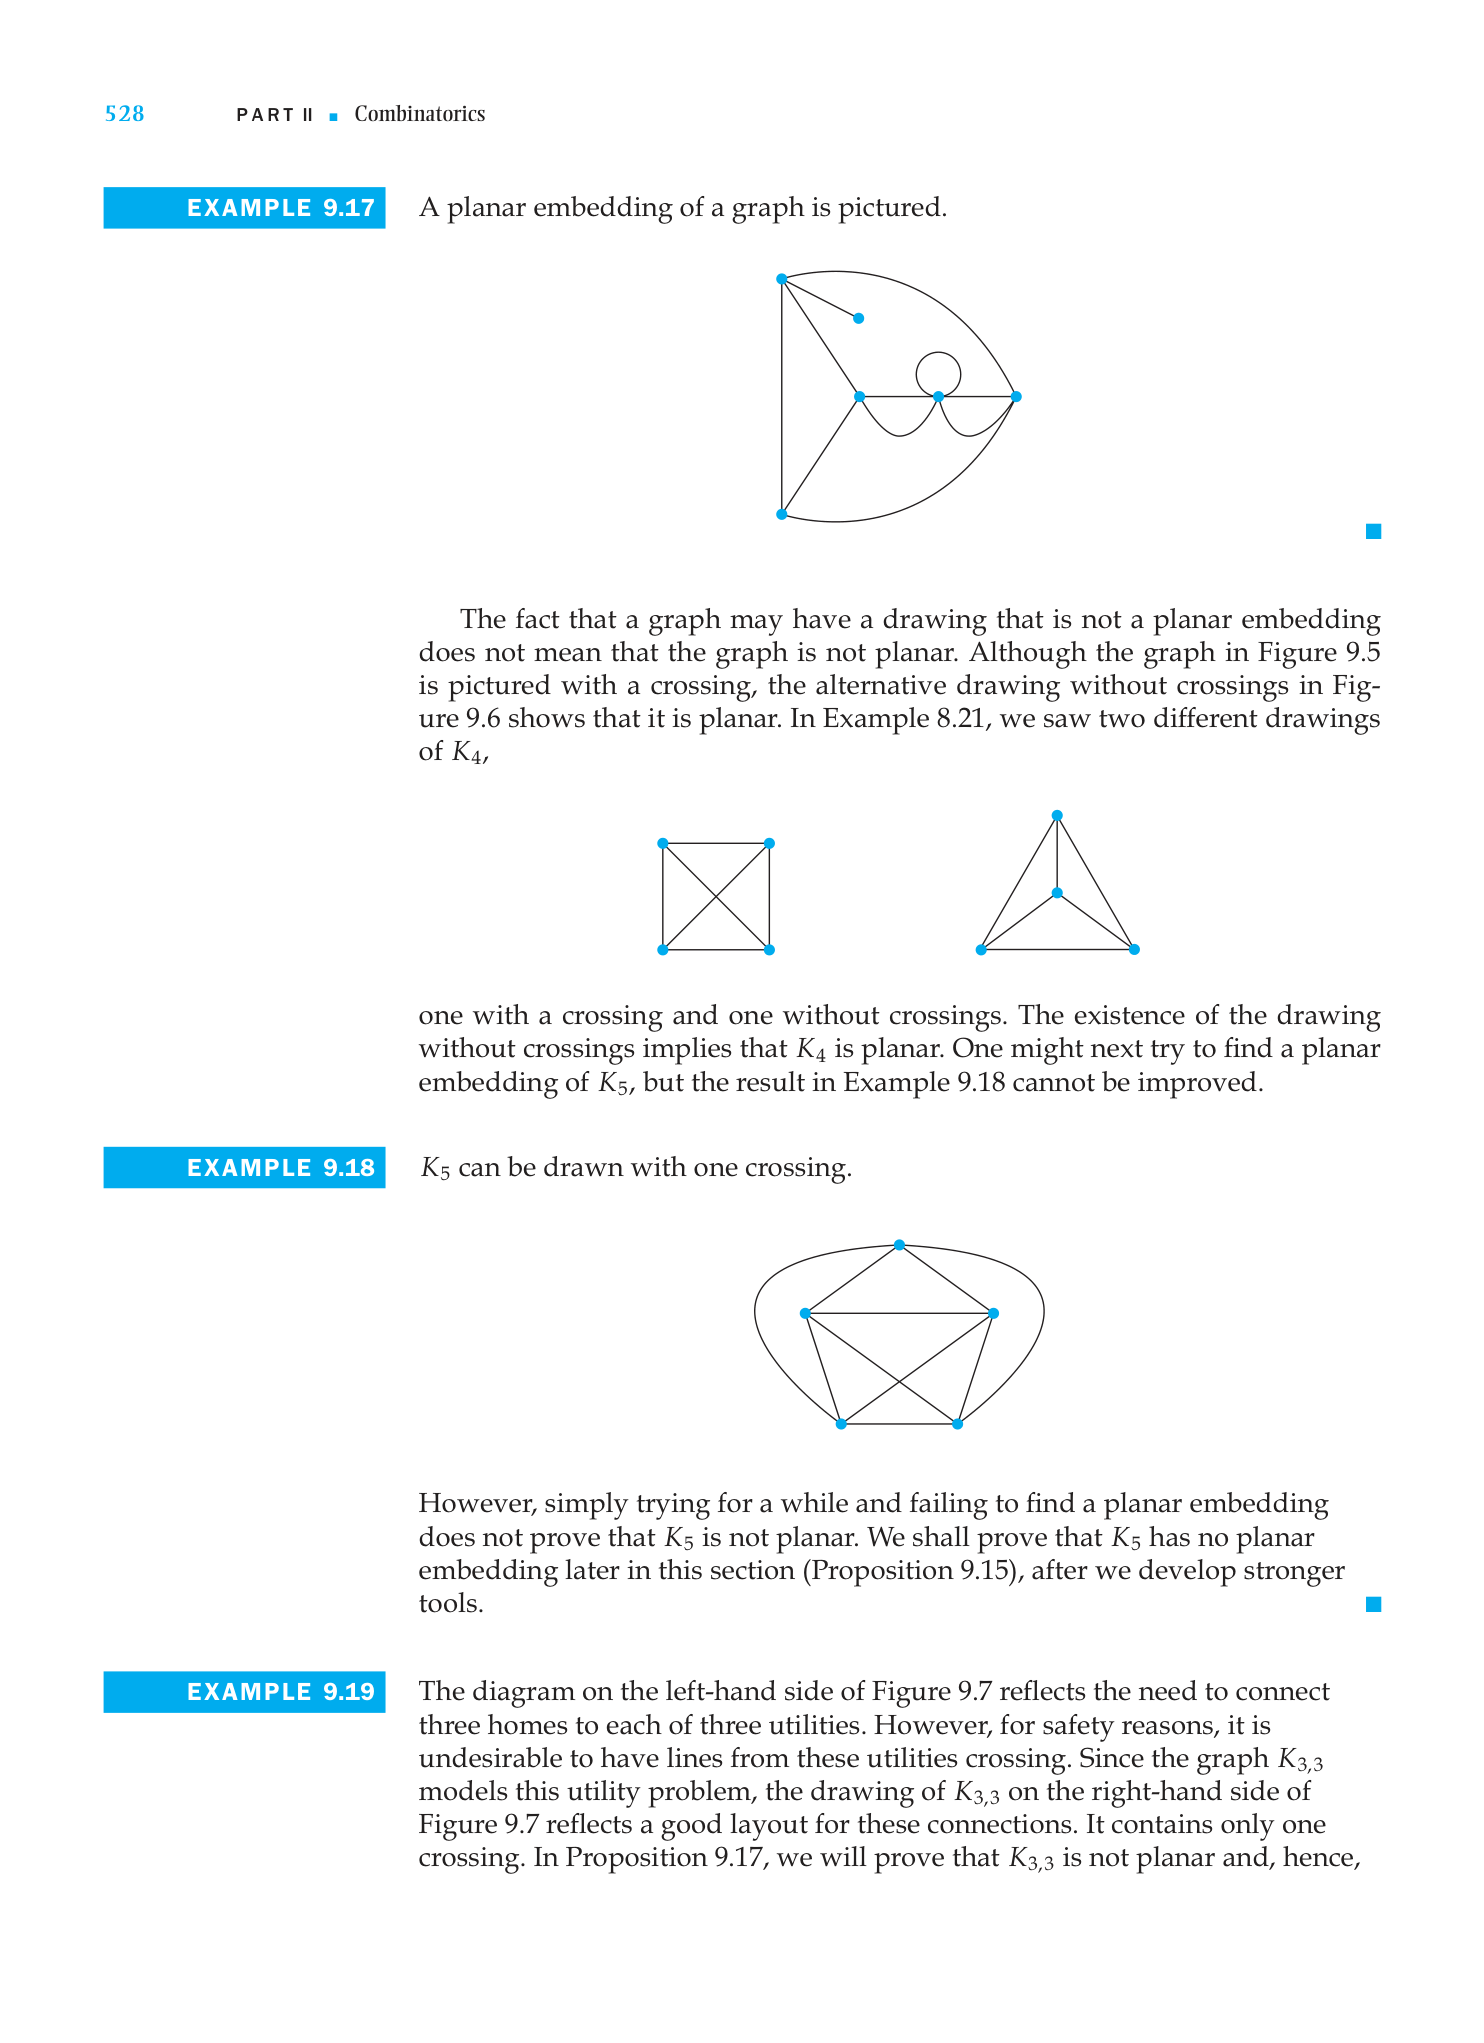 528 PART II ■ Combinatorics
EXAMPLE 9.17 A planar embedding of a graph is pictured.
The fact that a graph may have a drawing that is not a planar embedding
does not mean that the graph is not planar. Although the graph in Figure 9.5
is pictured with a crossing, the alternative drawing without crossings in Fig-
ure 9.6 shows that it is planar. In Example 8.21, we saw two different drawings
of K4,
one with a crossing and one without crossings. The existence of the drawing
without crossings implies that K4 is planar. One might next try to find a planar
embedding of K5, but the result in Example 9.18 cannot be improved.
EXAMPLE 9.18 K5 can be drawn with one crossing.
However, simply trying for a while and failing to find a planar embedding
does not prove that K5 is not planar. We shall prove that K5 has no planar
embedding later in this section (Proposition 9.15), after we develop stronger
tools.
EXAMPLE 9.19 The diagram on the left-hand side of Figure 9.7 reflects the need to connect
three homes to each of three utilities. However, for safety reasons, it is
undesirable to have lines from these utilities crossing. Since the graph K3,3
models this utility problem, the drawing of K3,3 on the right-hand side of
Figure 9.7 reflects a good layout for these connections. It contains only one
crossing. In Proposition 9.17, we will prove that K3,3 is not planar and, hence,